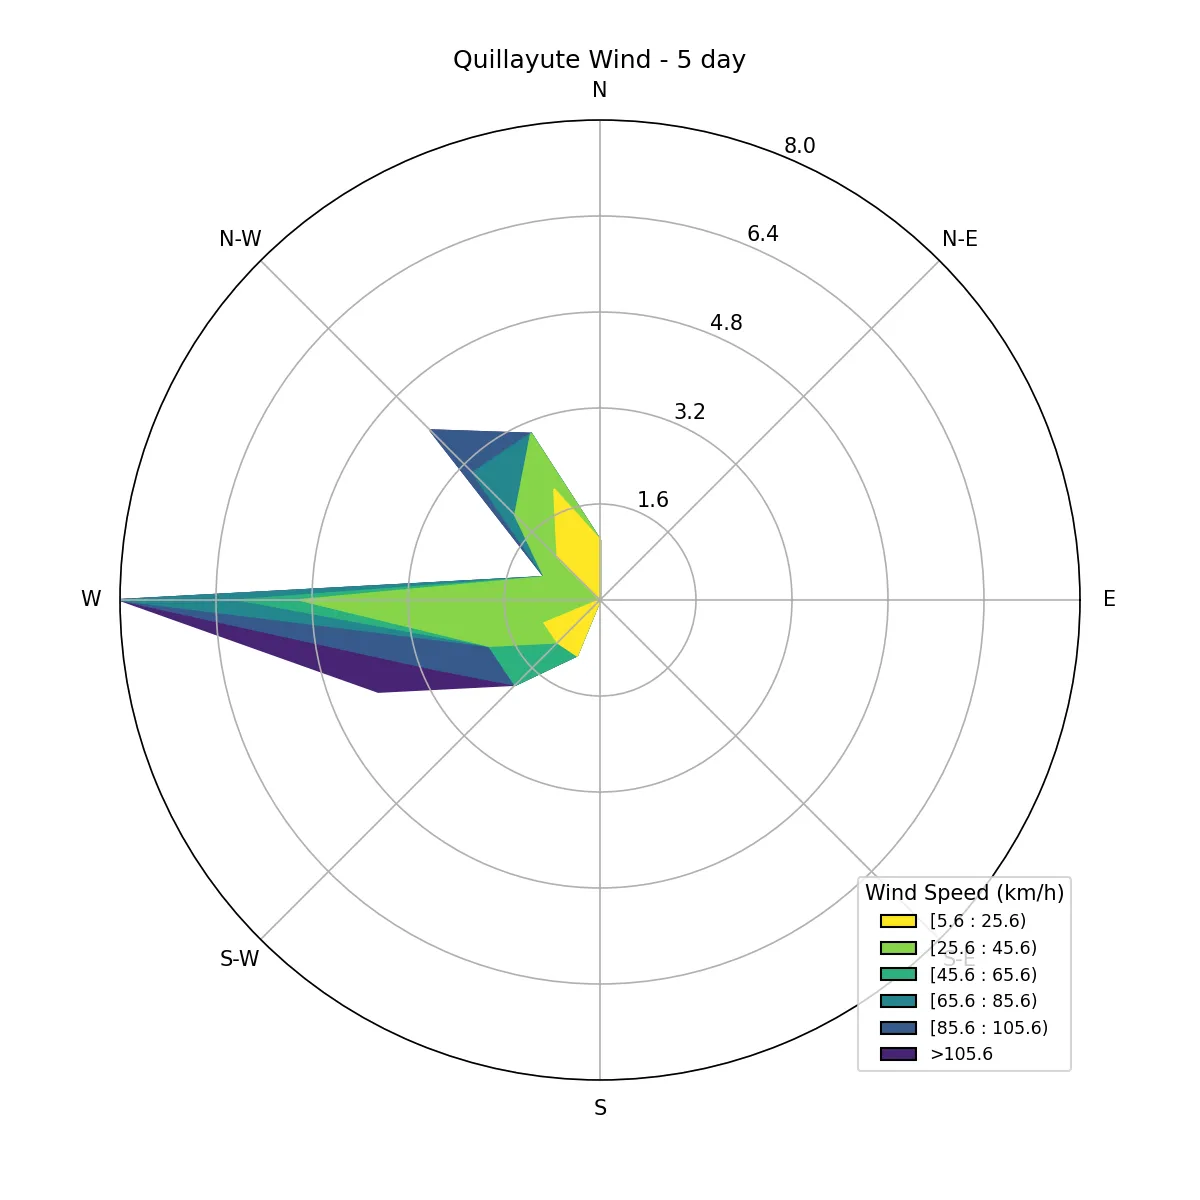 Quillayute Wind - 5 day
N
8.0
N-W
6.4
N-E
4.8
3.2
1.6
W
E
S-W
S-E
S
Wind Speed (km/h)
[5.6 : 25.6)
[25.6 : 45.6)
[45.6 : 65.6)
[65.6 : 85.6)
[85.6 : 105.6)
>105.6